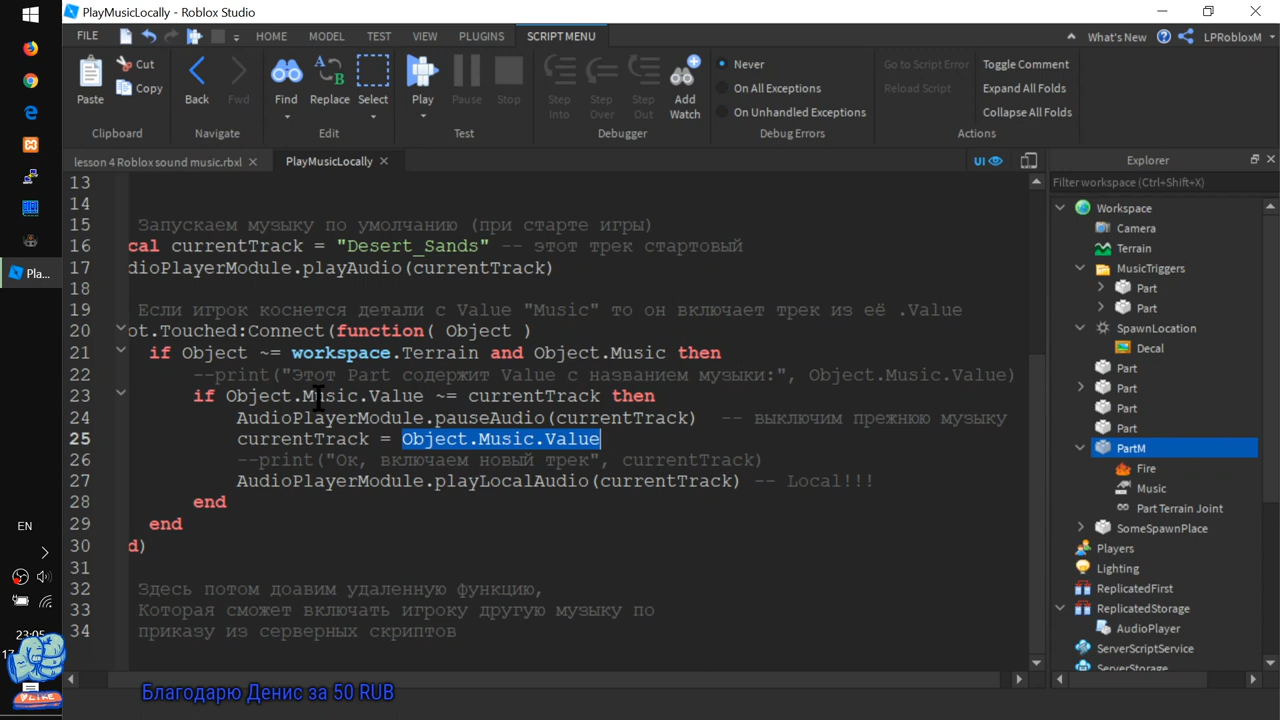 PlayMusicLocally - Roblox Studio
FILE HOME MODEL TEST VIEW PLUGINS SCRIPT MENU What's New LPRobloxM
Paste Cut Copy Back Fwd Find Replace Select Play Pause Stop Step Into Step Over Step Out Add Watch
Never
On All Exceptions
On Unhandled Exceptions
Go to Script Error
Reload Script
Toggle Comment
Expand All Folds
Collapse All Folds
Clipboard Navigate Edit Test Debugger Debug Errors Actions
lesson 4 Roblox sound music.rbxl PlayMusicLocally UI
Explorer
Filter workspace (Ctrl+Shift+X)
13
14
15 Запускаем музыку по умолчанию (при старте игры)
16 cal currentTrack = "Desert_Sands" -- этот трек стартовый
17 dioPlayerModule.playAudio(currentTrack)
18
19 Если игрок коснется детали с Value "Music" то он включает трек из её .Value
20 ot.Touched:Connect(function( Object )
21 if Object ~= workspace.Terrain and Object.Music then
22 --print("Этот Part содержит Value с названием музыки:", Object.Music.Value)
23 if Object.Music.Value ~= currentTrack then
24 AudioPlayerModule.pauseAudio(currentTrack) -- выключим прежнюю музыку
25 currentTrack = Object.Music.Value
26 --print("Ок, включаем новый трек", currentTrack)
27 AudioPlayerModule.playLocalAudio(currentTrack) -- Local!!!
28 end
29 end
30 d)
31
32 Здесь потом доавим удаленную функцию,
33 Которая сможет включать игроку другую музыку по
34 приказу из серверных скриптов
Workspace
Camera
Terrain
MusicTriggers
Part
Part
SpawnLocation
Decal
Part
Part
Part
Part
PartM
Fire
Music
Part Terrain Joint
SomeSpawnPlace
Players
Lighting
ReplicatedFirst
ReplicatedStorage
AudioPlayer
ServerScriptService
ServerStorage
Pla...
EN
23:05
LIKE
Благодарю Денис за 50 RUB